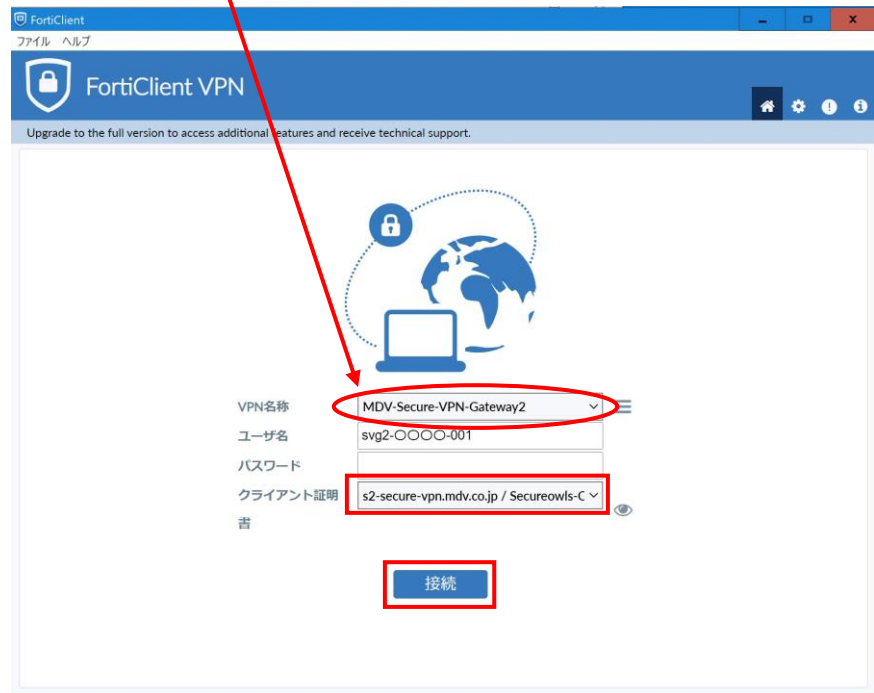 FortiClient
ファイル ヘルプ
FortiClient VPN
Upgrade to the full version to access additional features and receive technical support.
VPN名称 MDV-Secure-VPN-Gateway2
ユーザ名 svg2-〇〇〇〇-001
パスワード
クライアント証明 s2-secure-vpn.mdv.co.jp / Secureowls-C
書
接続